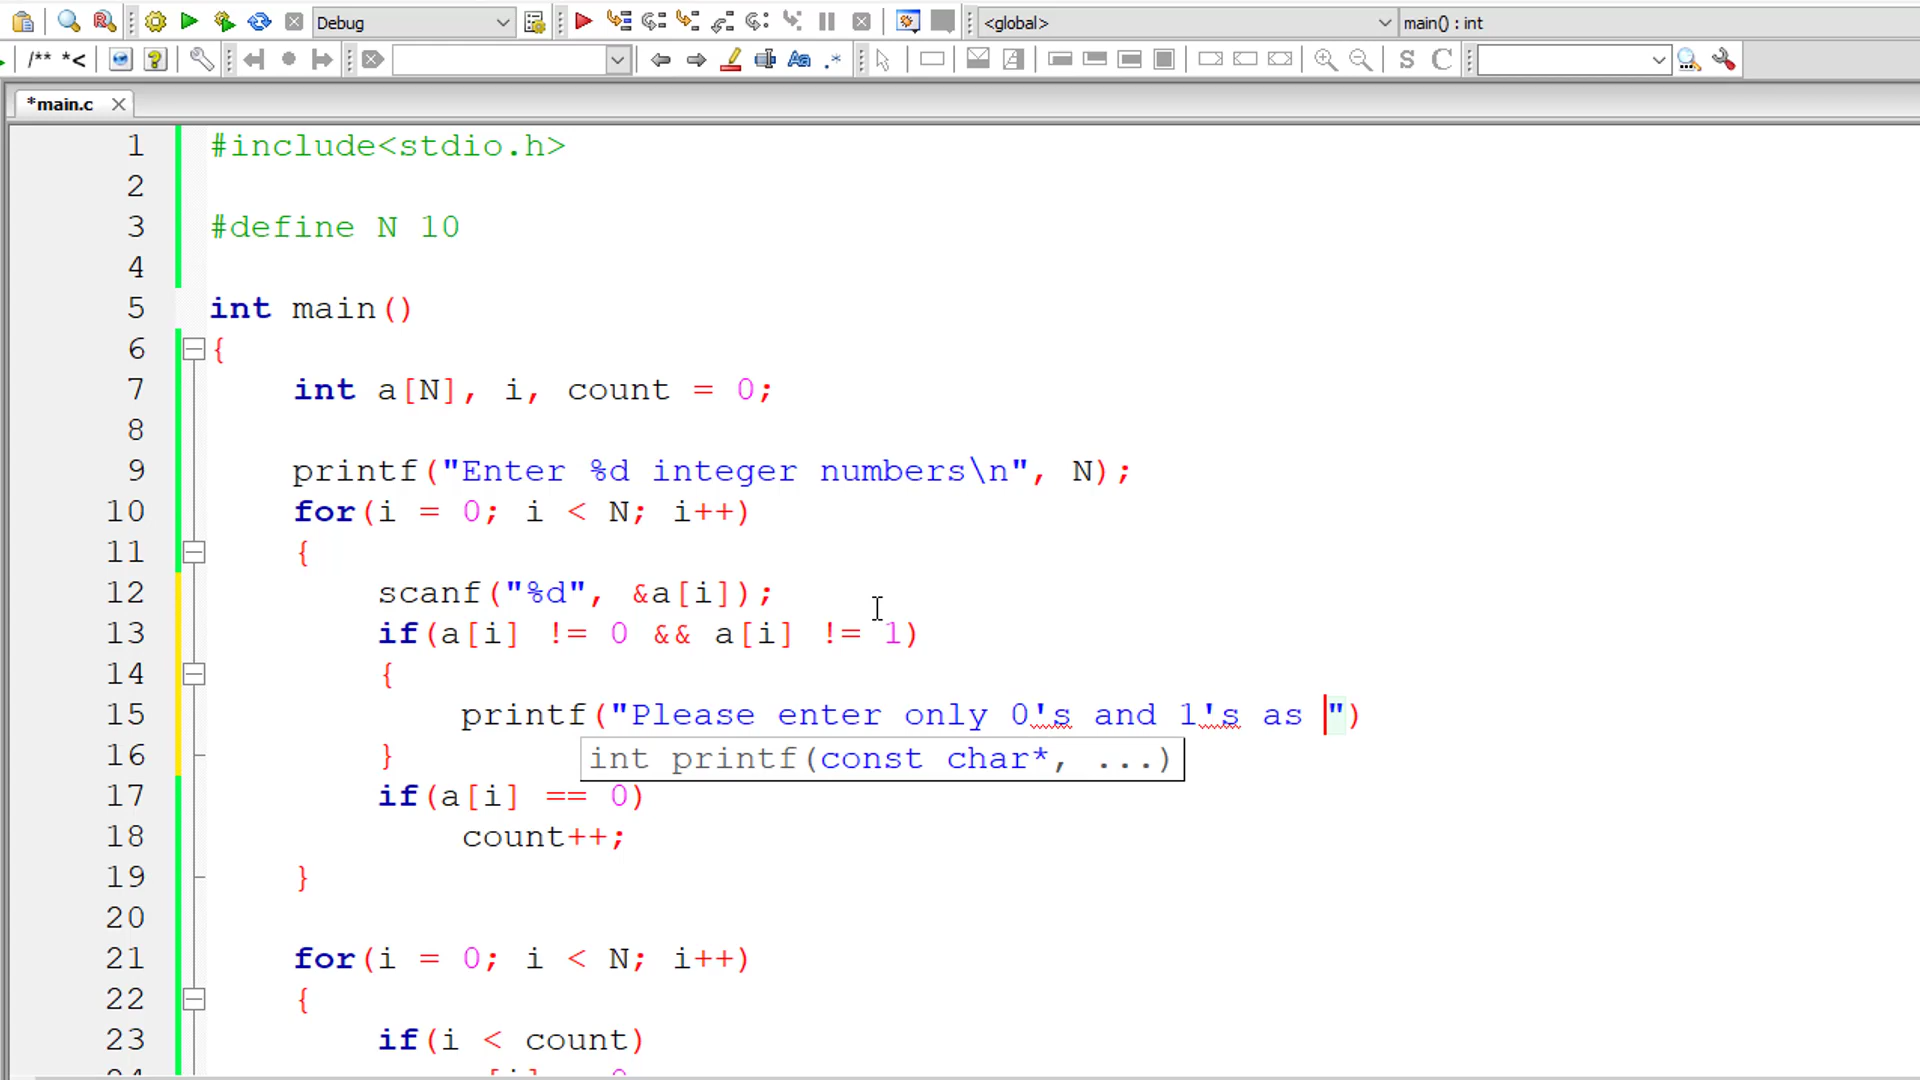 Debug
<global>
main() : int
/** *<
Aa
.*
S
C
*main.c
1 #include<stdio.h>
2
3 #define N 10
4
5 int main()
6 {
7 int a[N], i, count = 0;
8
9 printf("Enter %d integer numbers\n", N);
10 for(i = 0; i < N; i++)
11 {
12 scanf("%d", &a[i]);
13 if(a[i] != 0 && a[i] != 1)
14 {
15 printf("Please enter only 0's and 1's as ")
16 }
int printf(const char*, ...)
17 if(a[i] == 0)
18 count++;
19 }
20
21 for(i = 0; i < N; i++)
22 {
23 if(i < count)